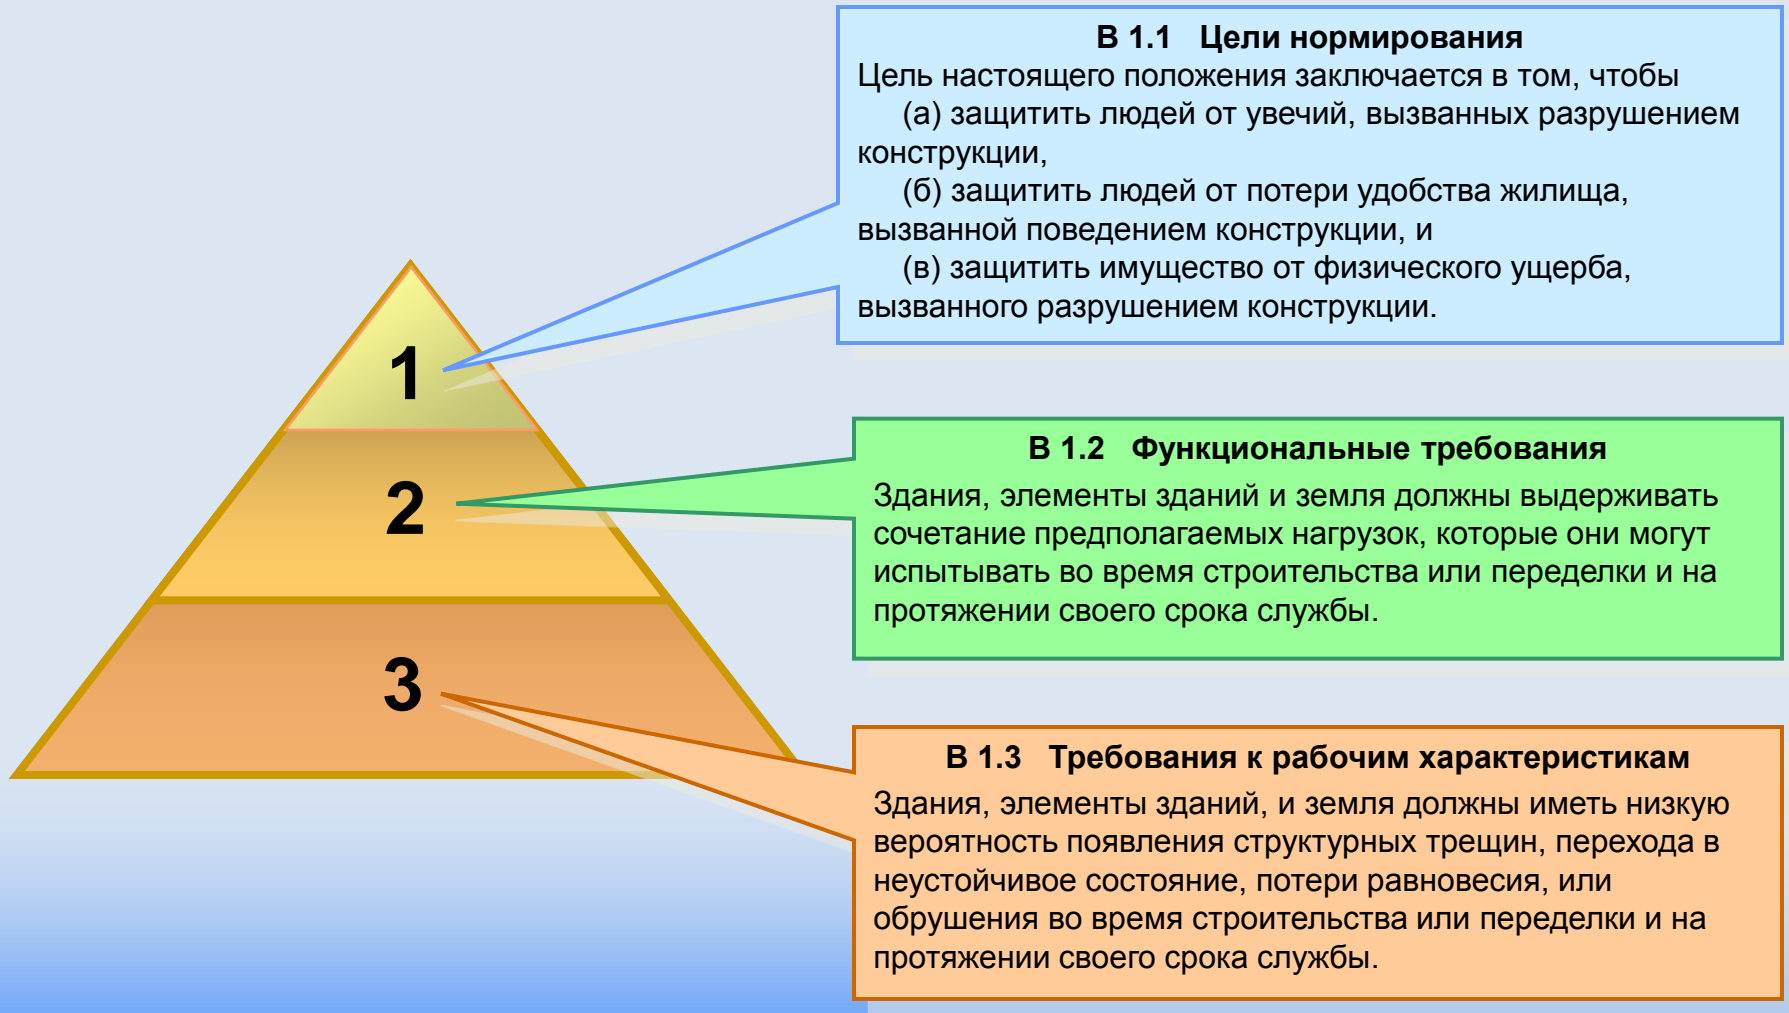 В 1.1 Цели нормирования
Цель настоящего положения заключается в том, чтобы
(а) защитить людей от увечий, вызванных разрушением
конструкции,
(б) защитить людей от потери удобства жилища,
вызванной поведением конструкции, и
(в) защитить имущество от физического ущерба,
вызванного разрушением конструкции.
1
В 1.2 Функциональные требования
Здания, элементы зданий и земля должны выдерживать
сочетание предполагаемых нагрузок, которые они могут
испытывать во время строительства или переделки и на
протяжении своего срока службы.
2
В 1.3 Требования к рабочим характеристикам
Здания, элементы зданий, и земля должны иметь низкую
вероятность появления структурных трещин, перехода в
неустойчивое состояние, потери равновесия, или
обрушения во время строительства или переделки и на
протяжении своего срока службы.
3